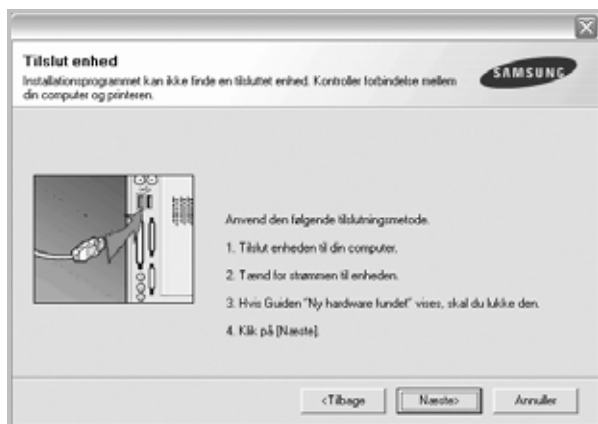 Tilslut enhed
Installationsprogrammet kan ikke finde en tilsluttet enhed. Kontroller forbindelse mellem
din computer og printeren.
SAMSUNG
Anvend den følgende tilslutningsmetode.
1. Tilslut enheden til din computer.
2. Tænd for strømmen til enheden.
3. Hvis Guiden "Ny hardware fundet" vises, skal du lukke den.
4. Klik på [Næste].
<Tilbage
Næste>
Annuller